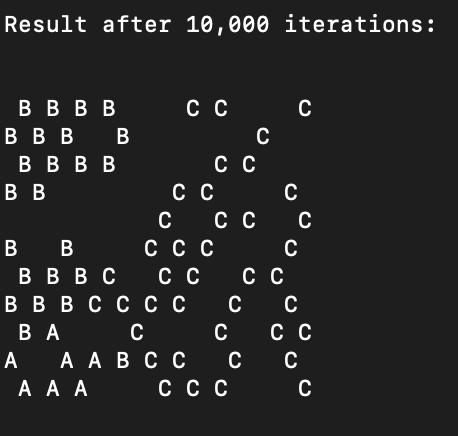 Result after 10,000 iterations:
 B B B B     C C     C
B B B   B         C
 B B B B       C C
B B         C C     C
           C   C C   C
B   B     C C C     C
 B B B C   C C   C C
B B B C C C C   C   C
 B A     C     C   C C
A   A A B C C   C   C
 A A A     C C C     C